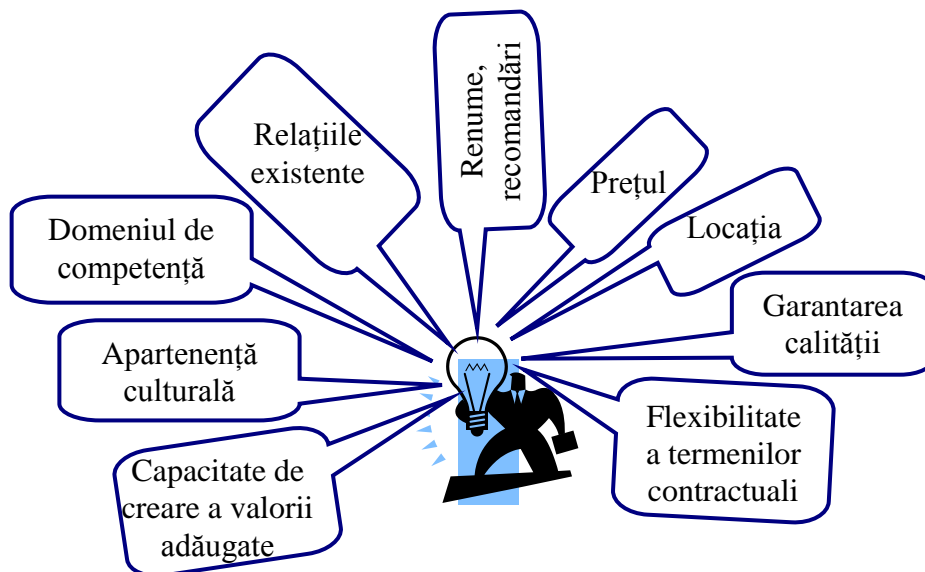 Renume,
recomandări
Relațiile
existente
Prețul
Locația
Domeniul de
competență
Garantarea
calității
Apartenență
culturală
Flexibilitate
a termenilor
contractuali
Capacitate de
creare a valorii
adăugate